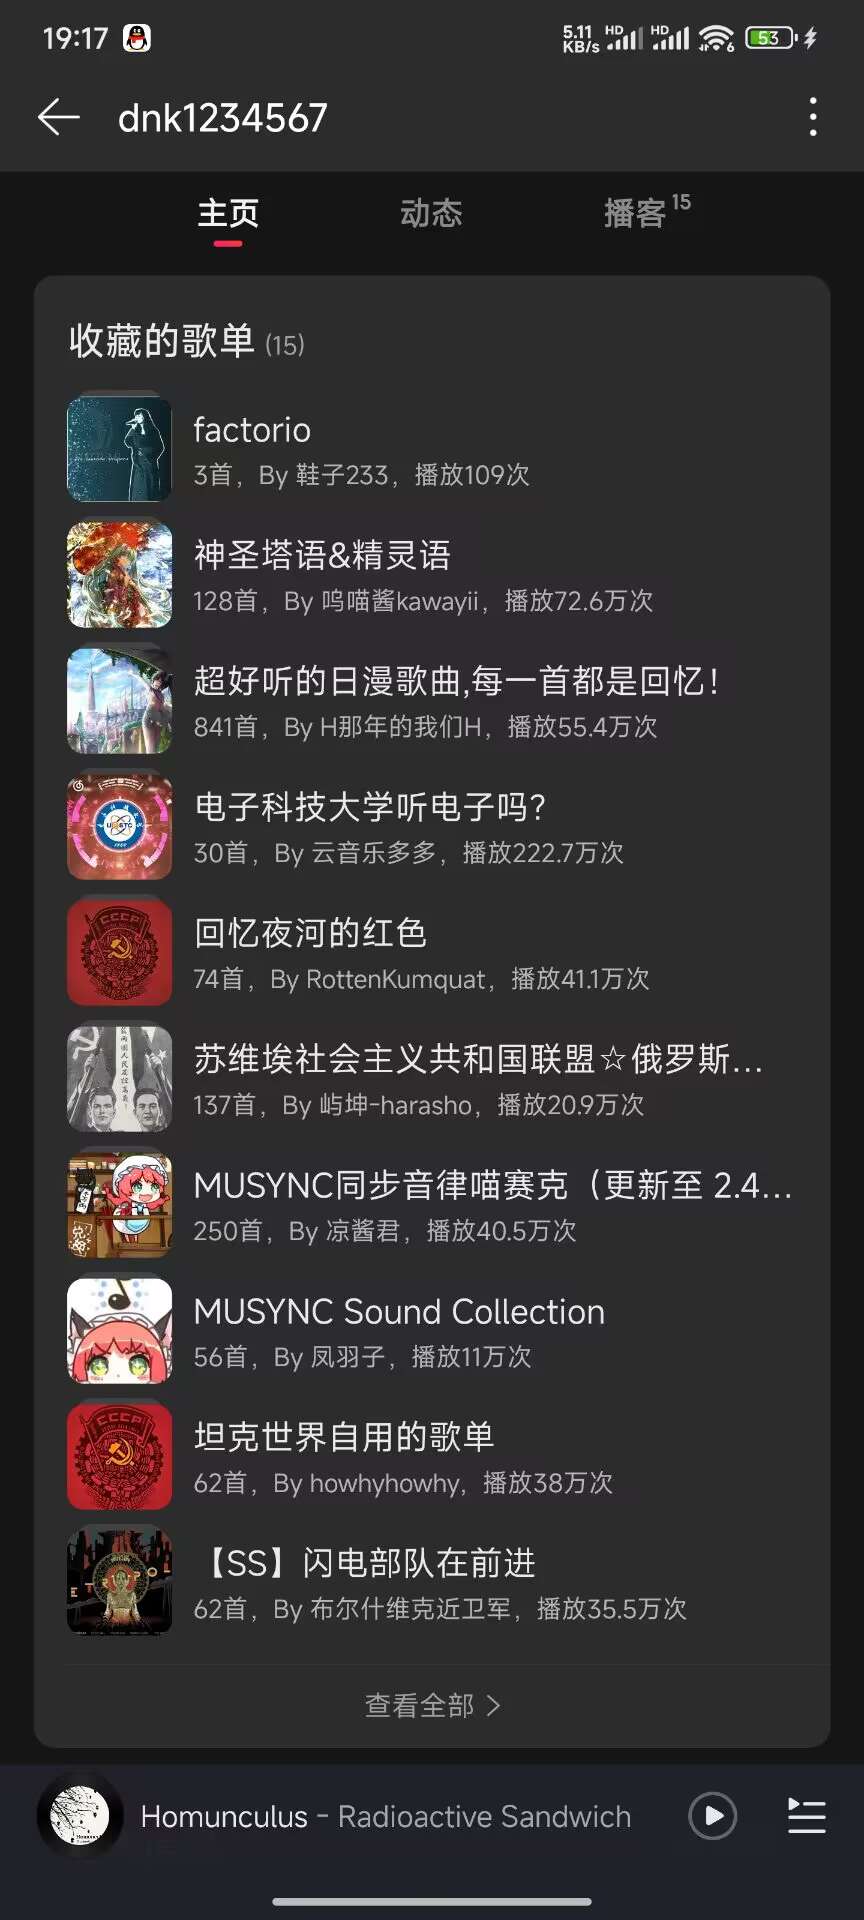 19:17
5.11 KB/s HD HD 6 53
dnk1234567
主页 动态 播客 15
收藏的歌单 (15)
factorio
3首，By 鞋子233，播放109次
神圣塔语&精灵语
128首，By 呜喵酱kawayii，播放72.6万次
超好听的日漫歌曲,每一首都是回忆！
841首，By H那年的我们H，播放55.4万次
电子科技大学听电子吗？
30首，By 云音乐多多，播放222.7万次
回忆夜河的红色
74首，By RottenKumquat，播放41.1万次
苏维埃社会主义共和国联盟☆俄罗斯...
137首，By 屿坤-harasho，播放20.9万次
MUSYNC同步音律喵赛克（更新至 2.4...
250首，By 凉酱君，播放40.5万次
MUSYNC Sound Collection
56首，By 凤羽子，播放11万次
CCCP
坦克世界自用的歌单
62首，By howhyhowhy，播放38万次
【SS】闪电部队在前进
62首，By 布尔什维克近卫军，播放35.5万次
查看全部
Homunculus - Radioactive Sandwich